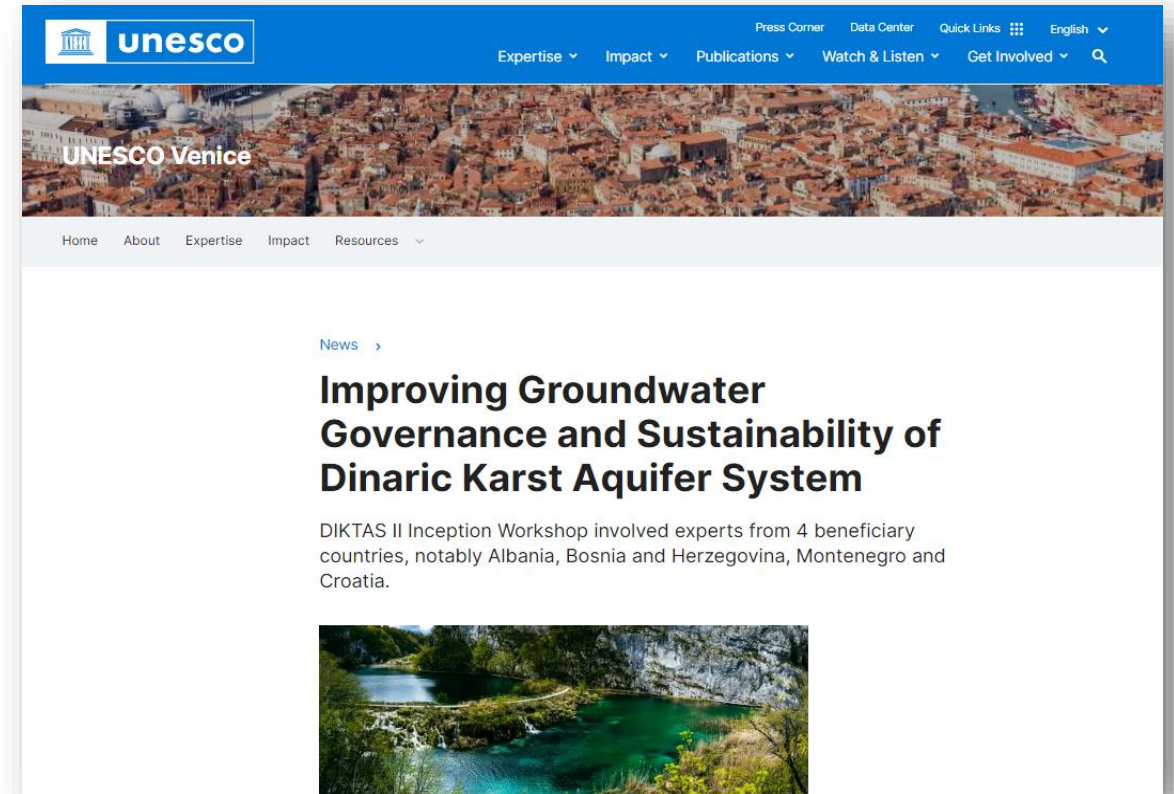 unesco
Press Corner Data Center Quick Links English
Expertise Impact Publications Watch & Listen Get Involved
UNESCO Venice
Home About Expertise Impact Resources
News >
Improving Groundwater
Governance and Sustainability of
Dinaric Karst Aquifer System
DIKTAS II Inception Workshop involved experts from 4 beneficiary
countries, notably Albania, Bosnia and Herzegovina, Montenegro and
Croatia.